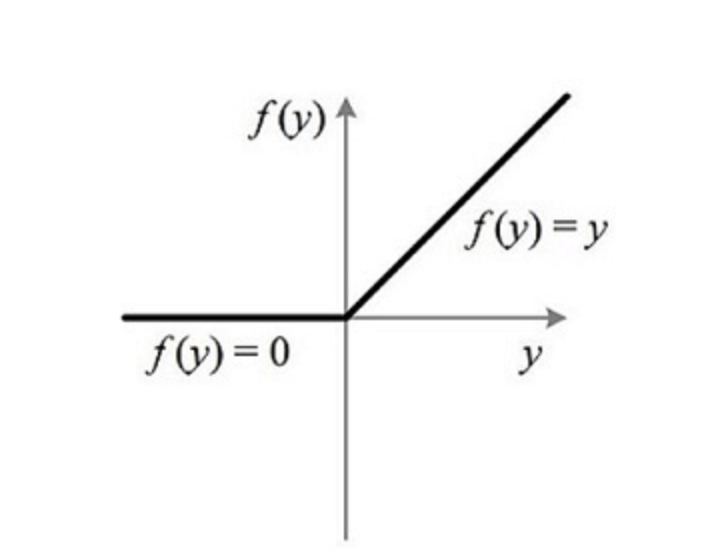 f(y)
f(y) = y
f(y) = 0
y